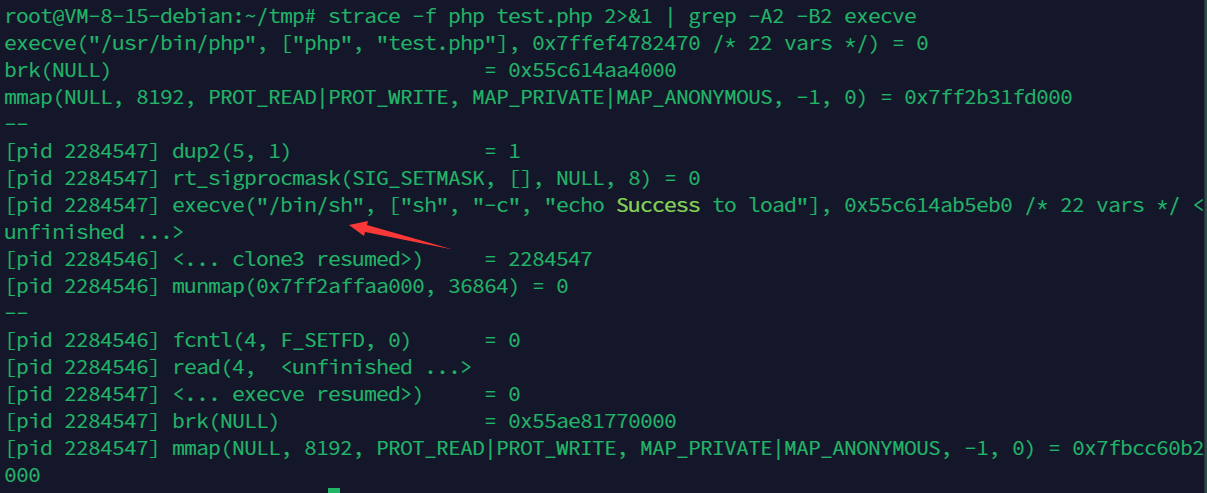 root@VM-8-15-debian:~/tmp# strace -f php test.php 2>&1 | grep -A2 -B2 execve
execve("/usr/bin/php", ["php", "test.php"], 0x7ffef4782470 /* 22 vars */) = 0
brk(NULL)                               = 0x55c614aa4000
mmap(NULL, 8192, PROT_READ|PROT_WRITE, MAP_PRIVATE|MAP_ANONYMOUS, -1, 0) = 0x7ff2b31fd000
--
[pid 2284547] dup2(5, 1)                = 1
[pid 2284547] rt_sigprocmask(SIG_SETMASK, [], NULL, 8) = 0
[pid 2284547] execve("/bin/sh", ["sh", "-c", "echo Success to load"], 0x55c614ab5eb0 /* 22 vars */ <
unfinished ...>
[pid 2284546] <... clone3 resumed>)     = 2284547
[pid 2284546] munmap(0x7ff2affaa000, 36864) = 0
--
[pid 2284546] fcntl(4, F_SETFD, 0)      = 0
[pid 2284546] read(4,  <unfinished ...>
[pid 2284547] <... execve resumed>)     = 0
[pid 2284547] brk(NULL)                 = 0x55ae81770000
[pid 2284547] mmap(NULL, 8192, PROT_READ|PROT_WRITE, MAP_PRIVATE|MAP_ANONYMOUS, -1, 0) = 0x7fbcc60b2
000